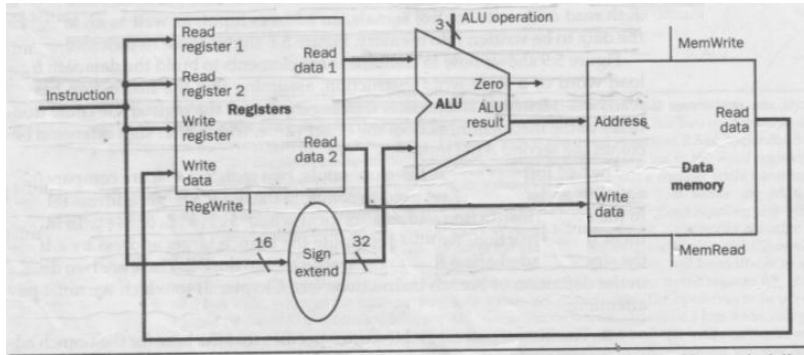 3
ALU operation
Read
register 1
Read
register 2
Write
register
Write
data
Instruction
Registers
Read
data 1
Read
data 2
RegWrite
Zero
ALU
ALU
result
MemWrite
Address
Read
data
Data
memory
Write
data
MemRead
16
32
Sign
extend